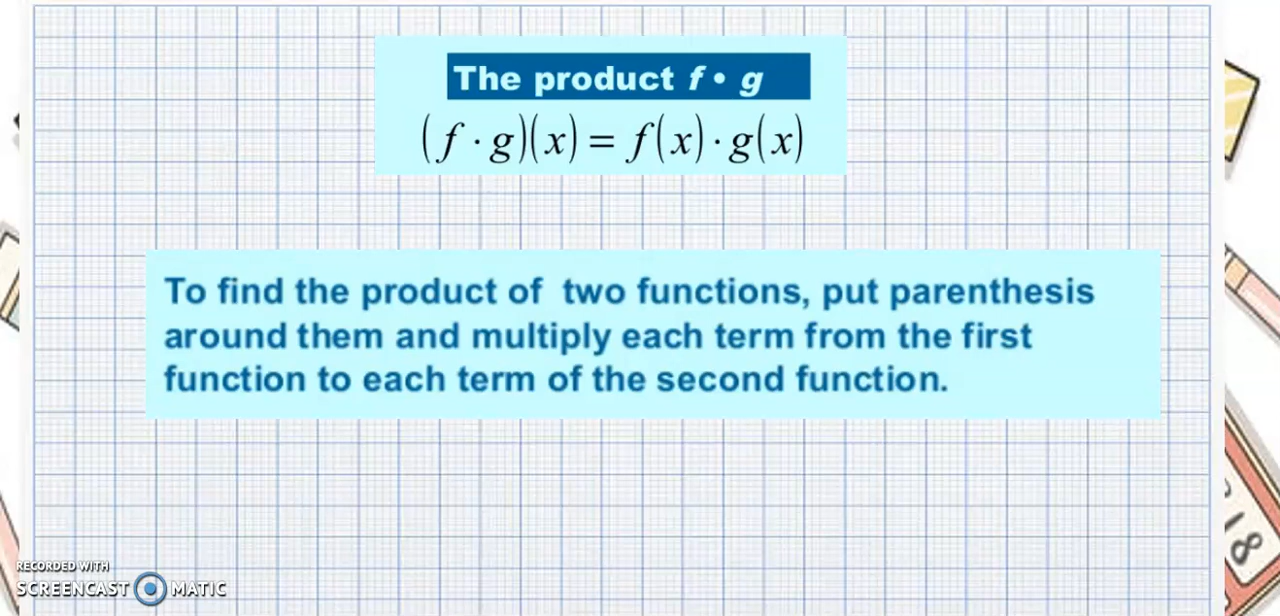 The product f • g
(f · g)(x) = f(x) · g(x)
To find the product of two functions, put parenthesis
around them and multiply each term from the first
function to each term of the second function.
RECORDED WITH
SCREENCAST MATIC